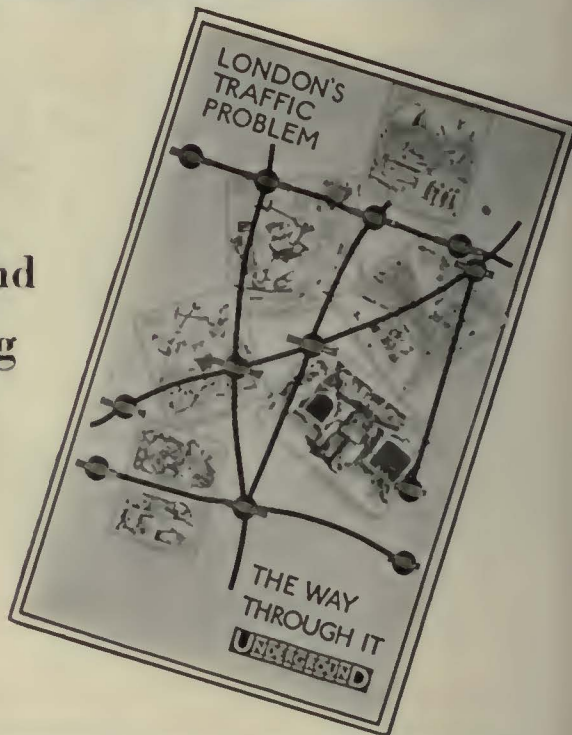 LONDON'S
TRAFFIC
PROBLEM
THE WAY
THROUGH IT
UNDERGROUND